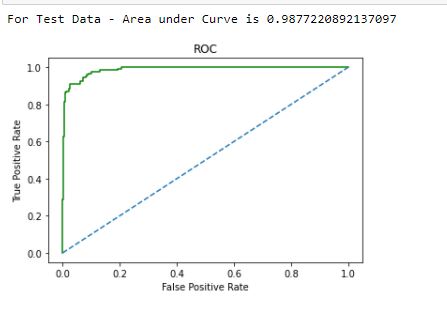 For Test Data - Area under Curve is 0.9877220892137097
ROC
1.0
0.8
0.6
0.4
0.2
0.0
True Positive Rate
0.0 0.2 0.4 0.6 0.8 1.0
False Positive Rate